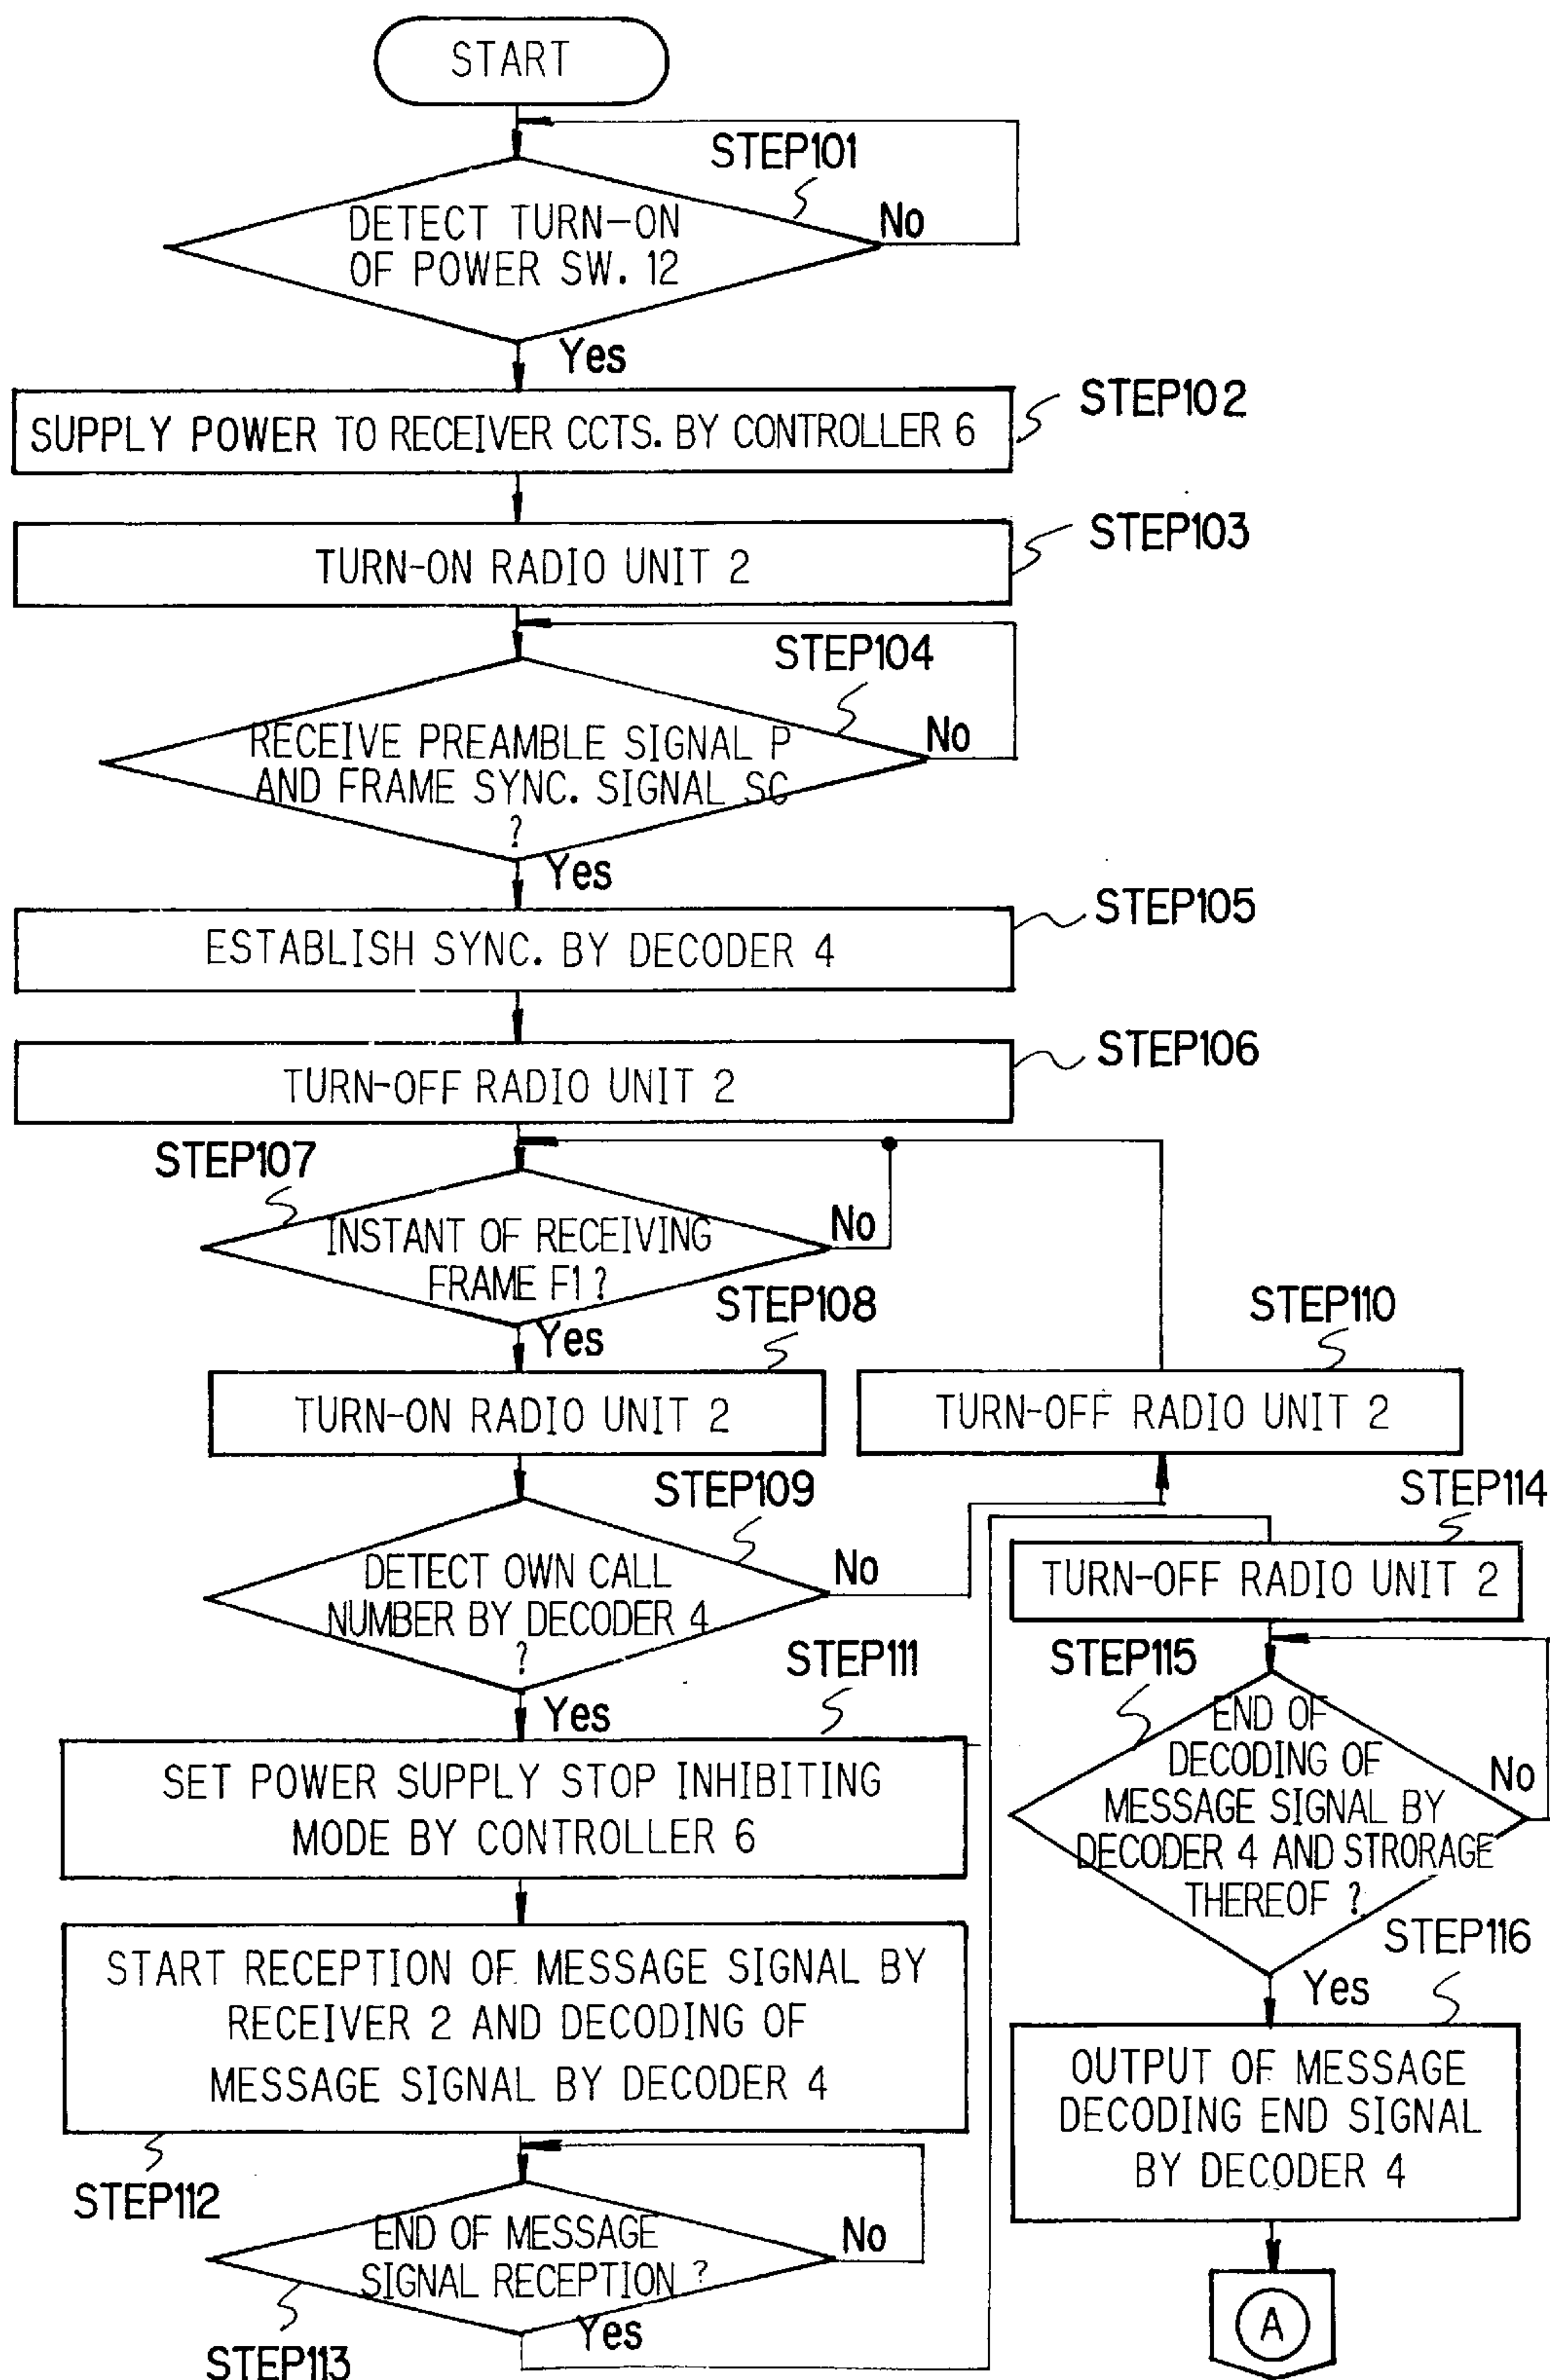 START
STEP101
DETECT TURN-ON
OF POWER SW. 12
No
Yes
SUPPLY POWER TO RECEIVER CCTS. BY CONTROLLER 6
STEP102
TURN-ON RADIO UNIT 2
STEP103
STEP104
RECEIVE PREAMBLE SIGNAL P
AND FRAME SYNC. SIGNAL SC
?
No
Yes
ESTABLISH SYNC. BY DECODER 4
STEP105
TURN-OFF RADIO UNIT 2
STEP106
STEP107
INSTANT OF RECEIVING
FRAME F1 ?
No
Yes
STEP108
TURN-ON RADIO UNIT 2
STEP110
TURN-OFF RADIO UNIT 2
STEP109
DETECT OWN CALL
NUMBER BY DECODER 4
?
No
Yes
STEP111
SET POWER SUPPLY STOP INHIBITING
MODE BY CONTROLLER 6
START RECEPTION OF MESSAGE SIGNAL BY
RECEIVER 2 AND DECODING OF
MESSAGE SIGNAL BY DECODER 4
STEP112
END OF MESSAGE
SIGNAL RECEPTION ?
No
Yes
STEP113
STEP114
TURN-OFF RADIO UNIT 2
STEP115
END OF
DECODING OF
MESSAGE SIGNAL BY
DECODER 4 AND STRORAGE
THEREOF ?
No
Yes
STEP116
OUTPUT OF MESSAGE
DECODING END SIGNAL
BY DECODER 4
A